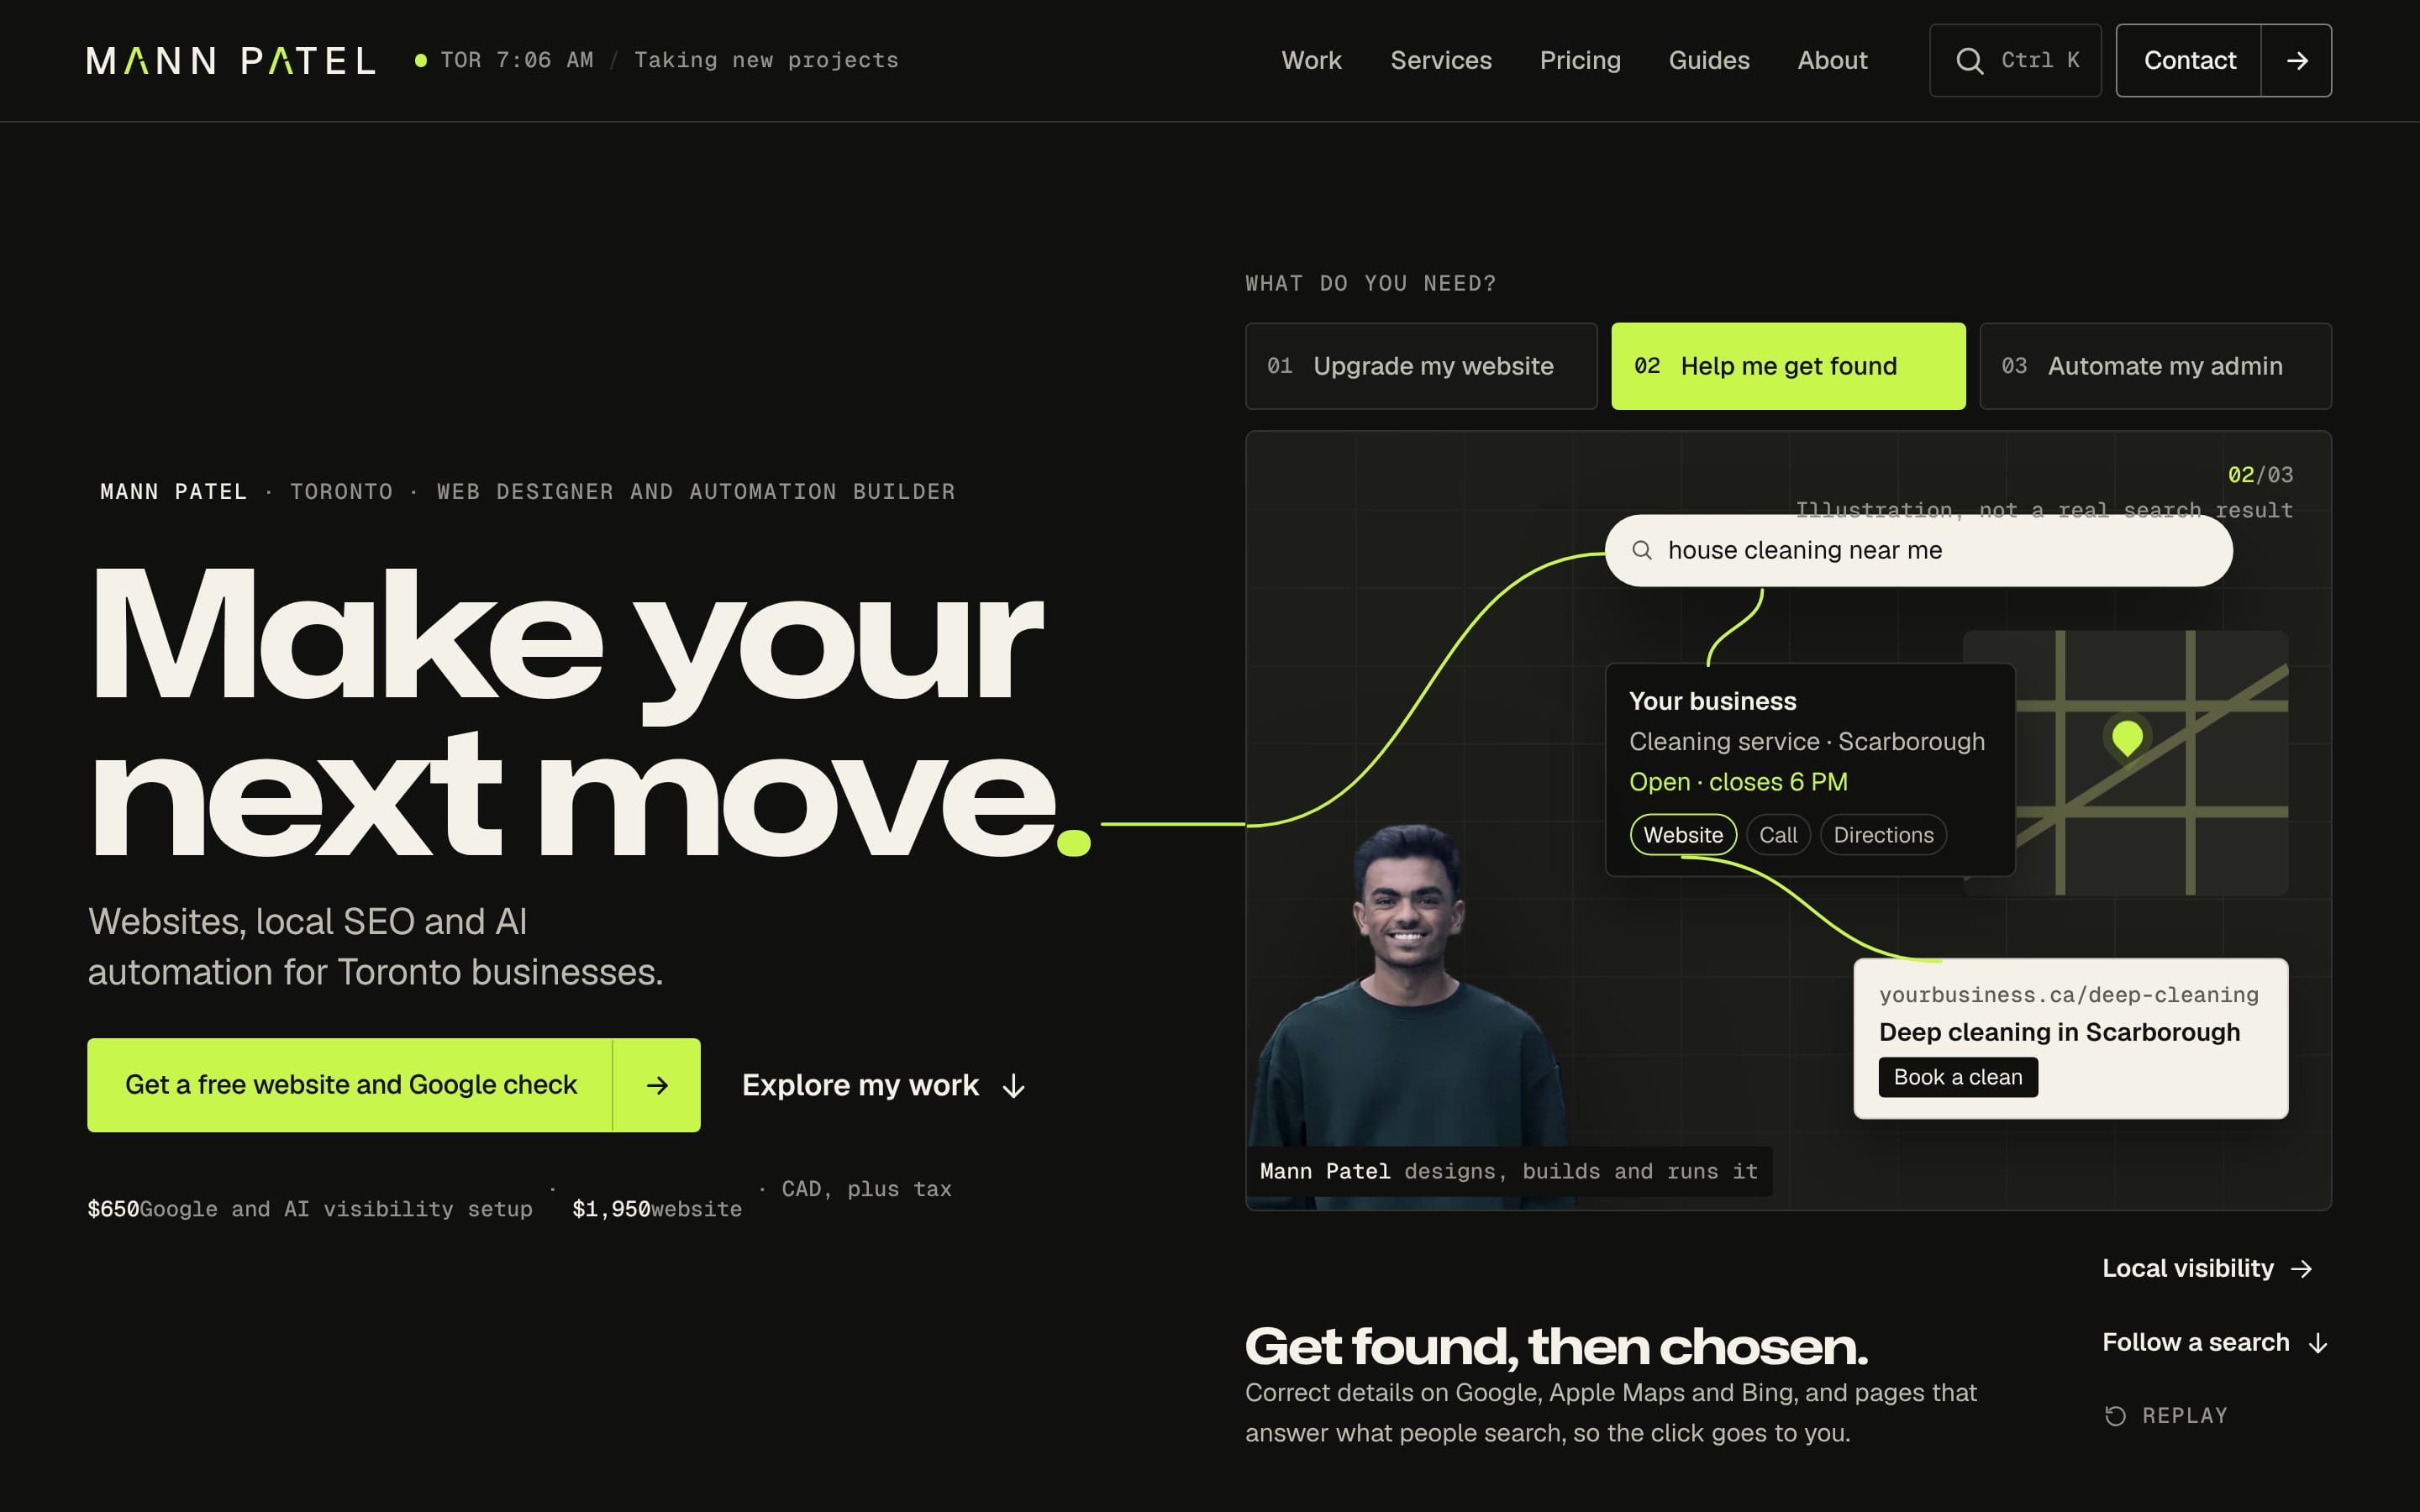 MANN PATEL
TOR 7:06 AM / Taking new projects
Work
Services
Pricing
Guides
About
Ctrl K
Contact →
WHAT DO YOU NEED?
01 Upgrade my website
02 Help me get found
03 Automate my admin
MANN PATEL · TORONTO · WEB DESIGNER AND AUTOMATION BUILDER
Make your
next move.
Websites, local SEO and AI
automation for Toronto businesses.
Get a free website and Google check →
Explore my work ↓
$650Google and AI visibility setup · $1,950website · CAD, plus tax
02/03
Illustration, not a real search result
house cleaning near me
Your business
Cleaning service · Scarborough
Open · closes 6 PM
Website
Call
Directions
yourbusiness.ca/deep-cleaning
Deep cleaning in Scarborough
Book a clean
Mann Patel designs, builds and runs it
Get found, then chosen.
Correct details on Google, Apple Maps and Bing, and pages that
answer what people search, so the click goes to you.
Local visibility →
Follow a search ↓
REPLAY